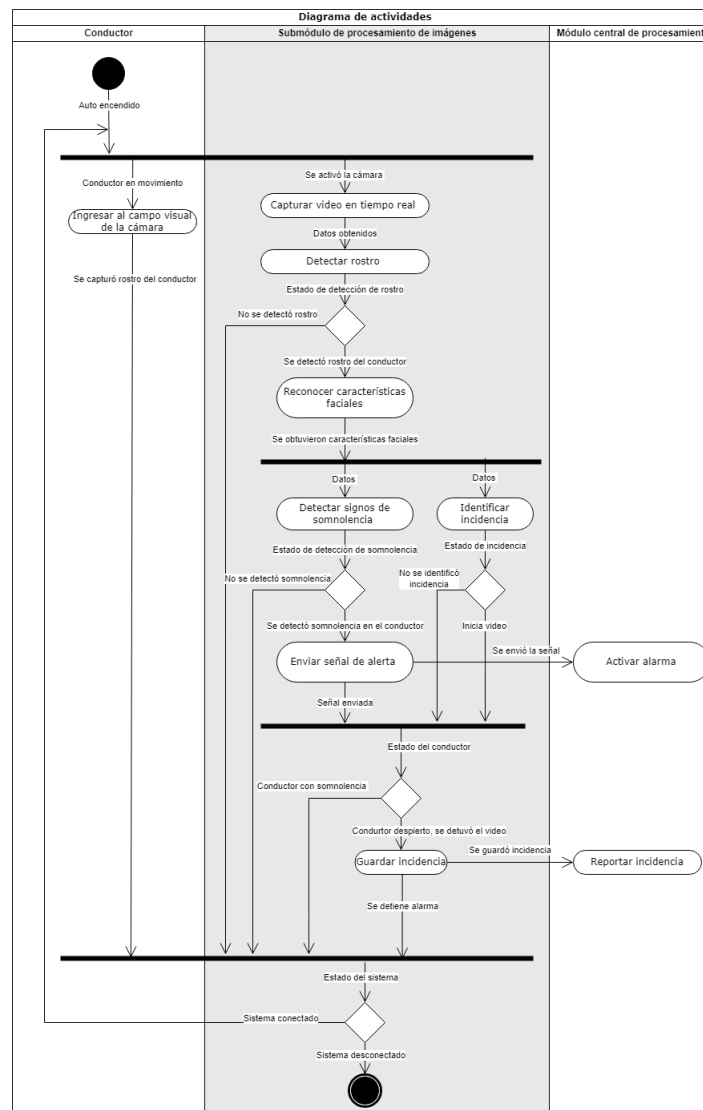 Diagrama de actividades
Conductor
Submódulo de procesamiento de imágenes
Módulo central de procesamient
Auto encendido
Se activó la cámara
Conductor en movimiento
Capturar video en tiempo real
Ingresar al campo visual
de la cámara
Datos obtenidos
Detectar rostro
Se capturó rostro del conductor
Estado de detección de rostro
No se detectó rostro
Se detectó rostro del conductor
Reconocer características
faciales
Se obtuvieron características faciales
Datos
Datos
Detectar signos de
somnolencia
Identificar
incidencia
Estado de detección de somnolencia
Estado de incidencia
No se detectó somnolencia
No se identificó
incidencia
Se detectó somnolencia en el conductor
Inicia video
Enviar señal de alerta
Se envió la señal
Activar alarma
Señal enviada
Estado del conductor
Conductor con somnolencia
Condurtor despierto, se detuvó el video
Guardar incidencia
Se guardó incidencia
Reportar incidencia
Se detiene alarma
Estado del sistema
Sistema conectado
Sistema desconectado